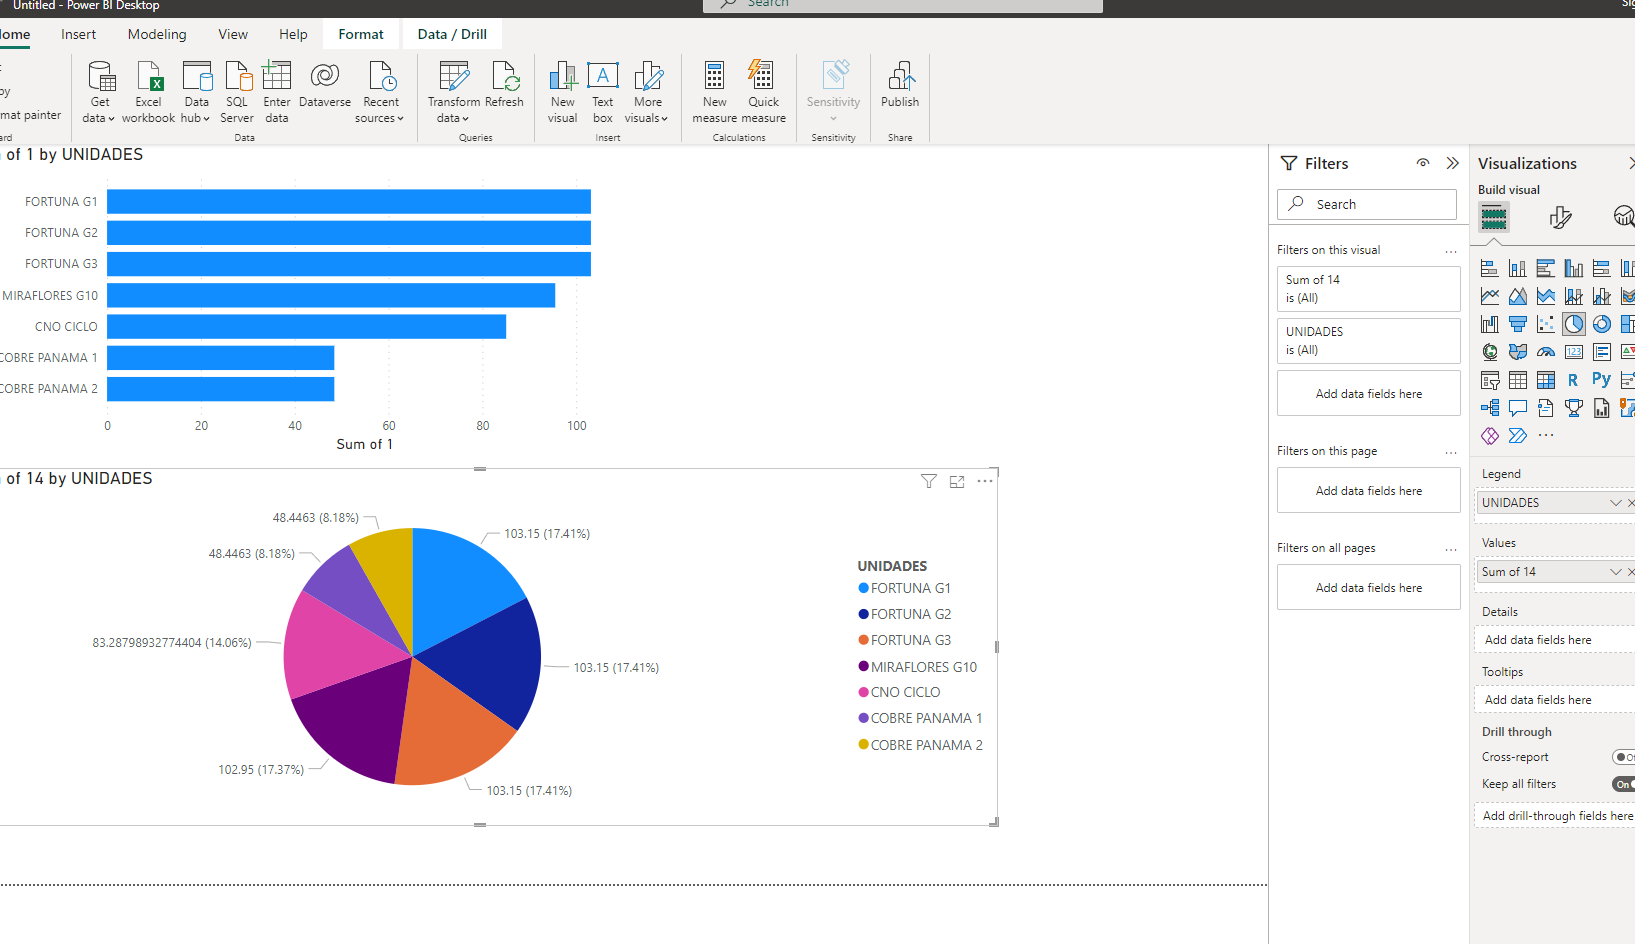 Untitled - Power BI Desktop
Search
Home Insert Modeling View Help Format Data / Drill
mat painter
Get data
Excel workbook
Data hub
SQL Server
Enter data
Dataverse
Recent sources
Data
Transform data
Refresh
Queries
New visual
Text box
More visuals
Insert
New measure
Quick measure
Calculations
Sensitivity
Sensitivity
Publish
Share
of 1 by UNIDADES
FORTUNA G1
FORTUNA G2
FORTUNA G3
MIRAFLORES G10
CNO CICLO
COBRE PANAMA 1
COBRE PANAMA 2
0 20 40 60 80 100
Sum of 1
of 14 by UNIDADES
48.4463 (8.18%)
103.15 (17.41%)
48.4463 (8.18%)
83.28798932774404 (14.06%)
103.15 (17.41%)
102.95 (17.37%)
103.15 (17.41%)
UNIDADES
FORTUNA G1
FORTUNA G2
FORTUNA G3
MIRAFLORES G10
CNO CICLO
COBRE PANAMA 1
COBRE PANAMA 2
Filters
Search
Filters on this visual
Sum of 14
is (All)
UNIDADES
is (All)
Add data fields here
Filters on this page
Add data fields here
Filters on all pages
Add data fields here
Visualizations
Build visual
123
R Py
Legend
UNIDADES
Values
Sum of 14
Details
Add data fields here
Tooltips
Add data fields here
Drill through
Cross-report
Keep all filters On
Add drill-through fields here